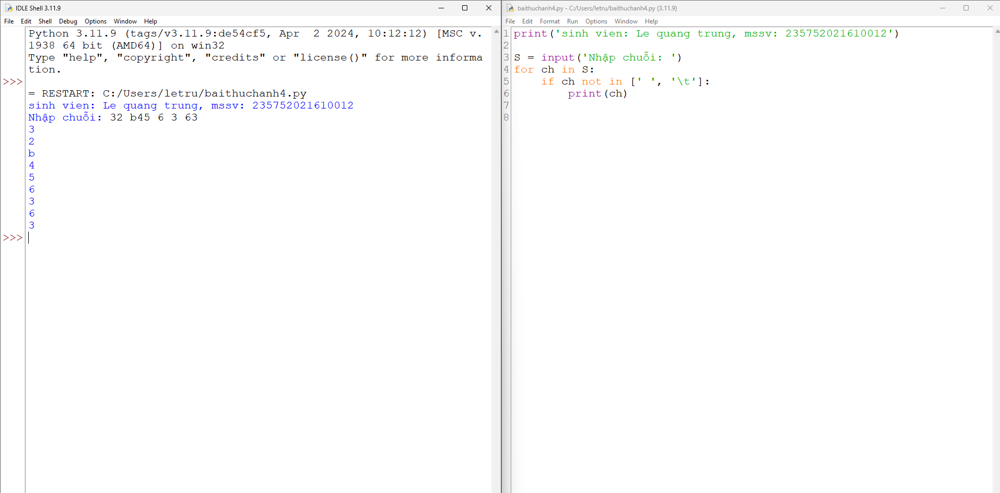 IDLE Shell 3.11.9
File Edit Shell Debug Options Window Help
Python 3.11.9 (tags/v3.11.9:de54cf5, Apr  2 2024, 10:12:12) [MSC v.
1938 64 bit (AMD64)] on win32
Type "help", "copyright", "credits" or "license()" for more informa
tion.
>>>
= RESTART: C:/Users/letru/baithuchanh4.py
sinh vien: Le quang trung, mssv: 235752021610012
Nhập chuỗi: 32 b45 6 3 63
3
2
b
4
5
6
3
6
3
>>>
baithuchanh4.py - C:/Users/letru/baithuchanh4.py (3.11.9)
File Edit Format Run Options Window Help
1 print('sinh vien: Le quang trung, mssv: 235752021610012')
2
3 S = input('Nhập chuỗi: ')
4 for ch in S:
5     if ch not in [' ', '\t']:
6         print(ch)
7
8